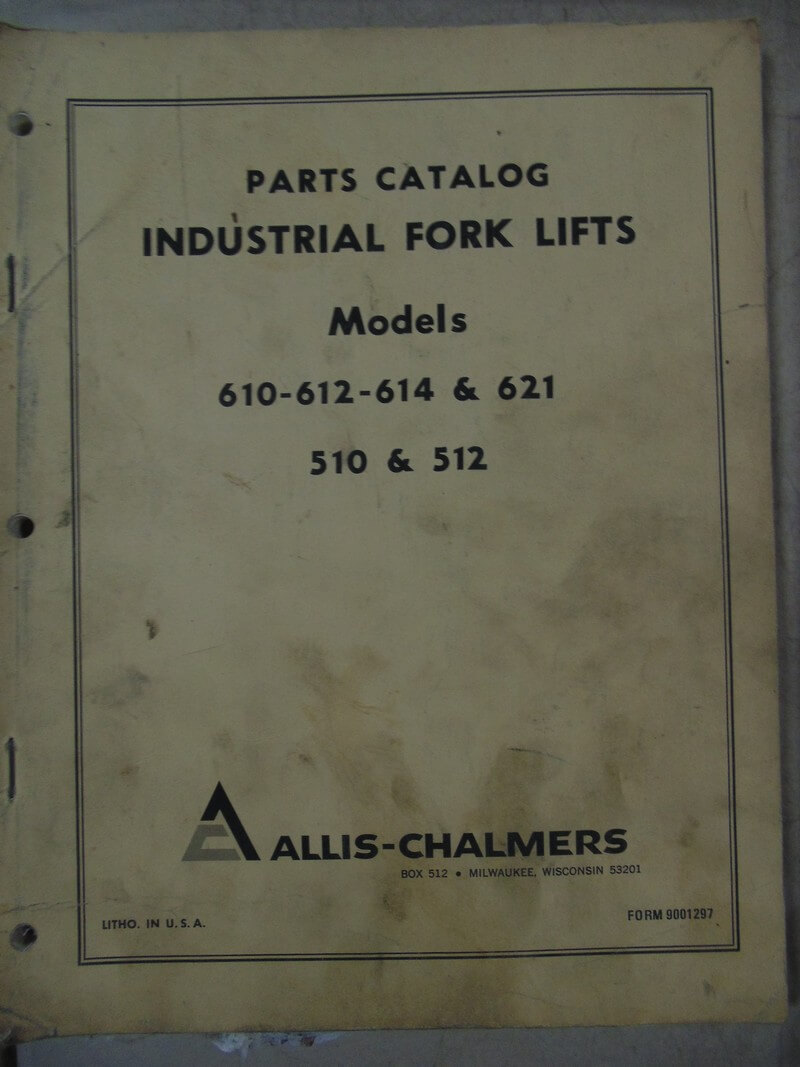 PARTS CATALOG
INDUSTRIAL FORK LIFTS
Models
610-612-614 & 621
510 & 512
ALLIS-CHALMERS
BOX 512 • MILWAUKEE, WISCONSIN 53201
LITHO. IN U.S.A.
FORM 9001297